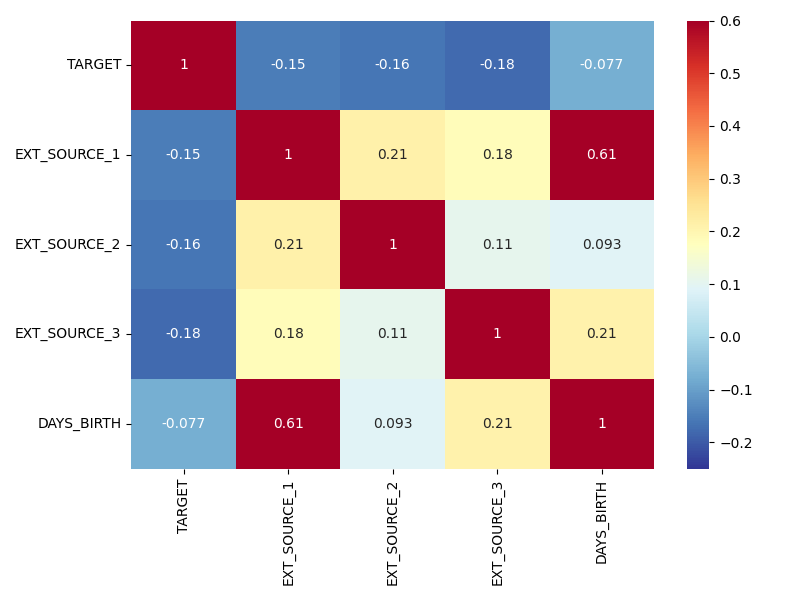 TARGET 1 -0.15 -0.16 -0.18 -0.077
EXT_SOURCE_1 -0.15 1 0.21 0.18 0.61
EXT_SOURCE_2 -0.16 0.21 1 0.11 0.093
EXT_SOURCE_3 -0.18 0.18 0.11 1 0.21
DAYS_BIRTH -0.077 0.61 0.093 0.21 1
TARGET EXT_SOURCE_1 EXT_SOURCE_2 EXT_SOURCE_3 DAYS_BIRTH
0.6
0.5
0.4
0.3
0.2
0.1
0.0
−0.1
−0.2